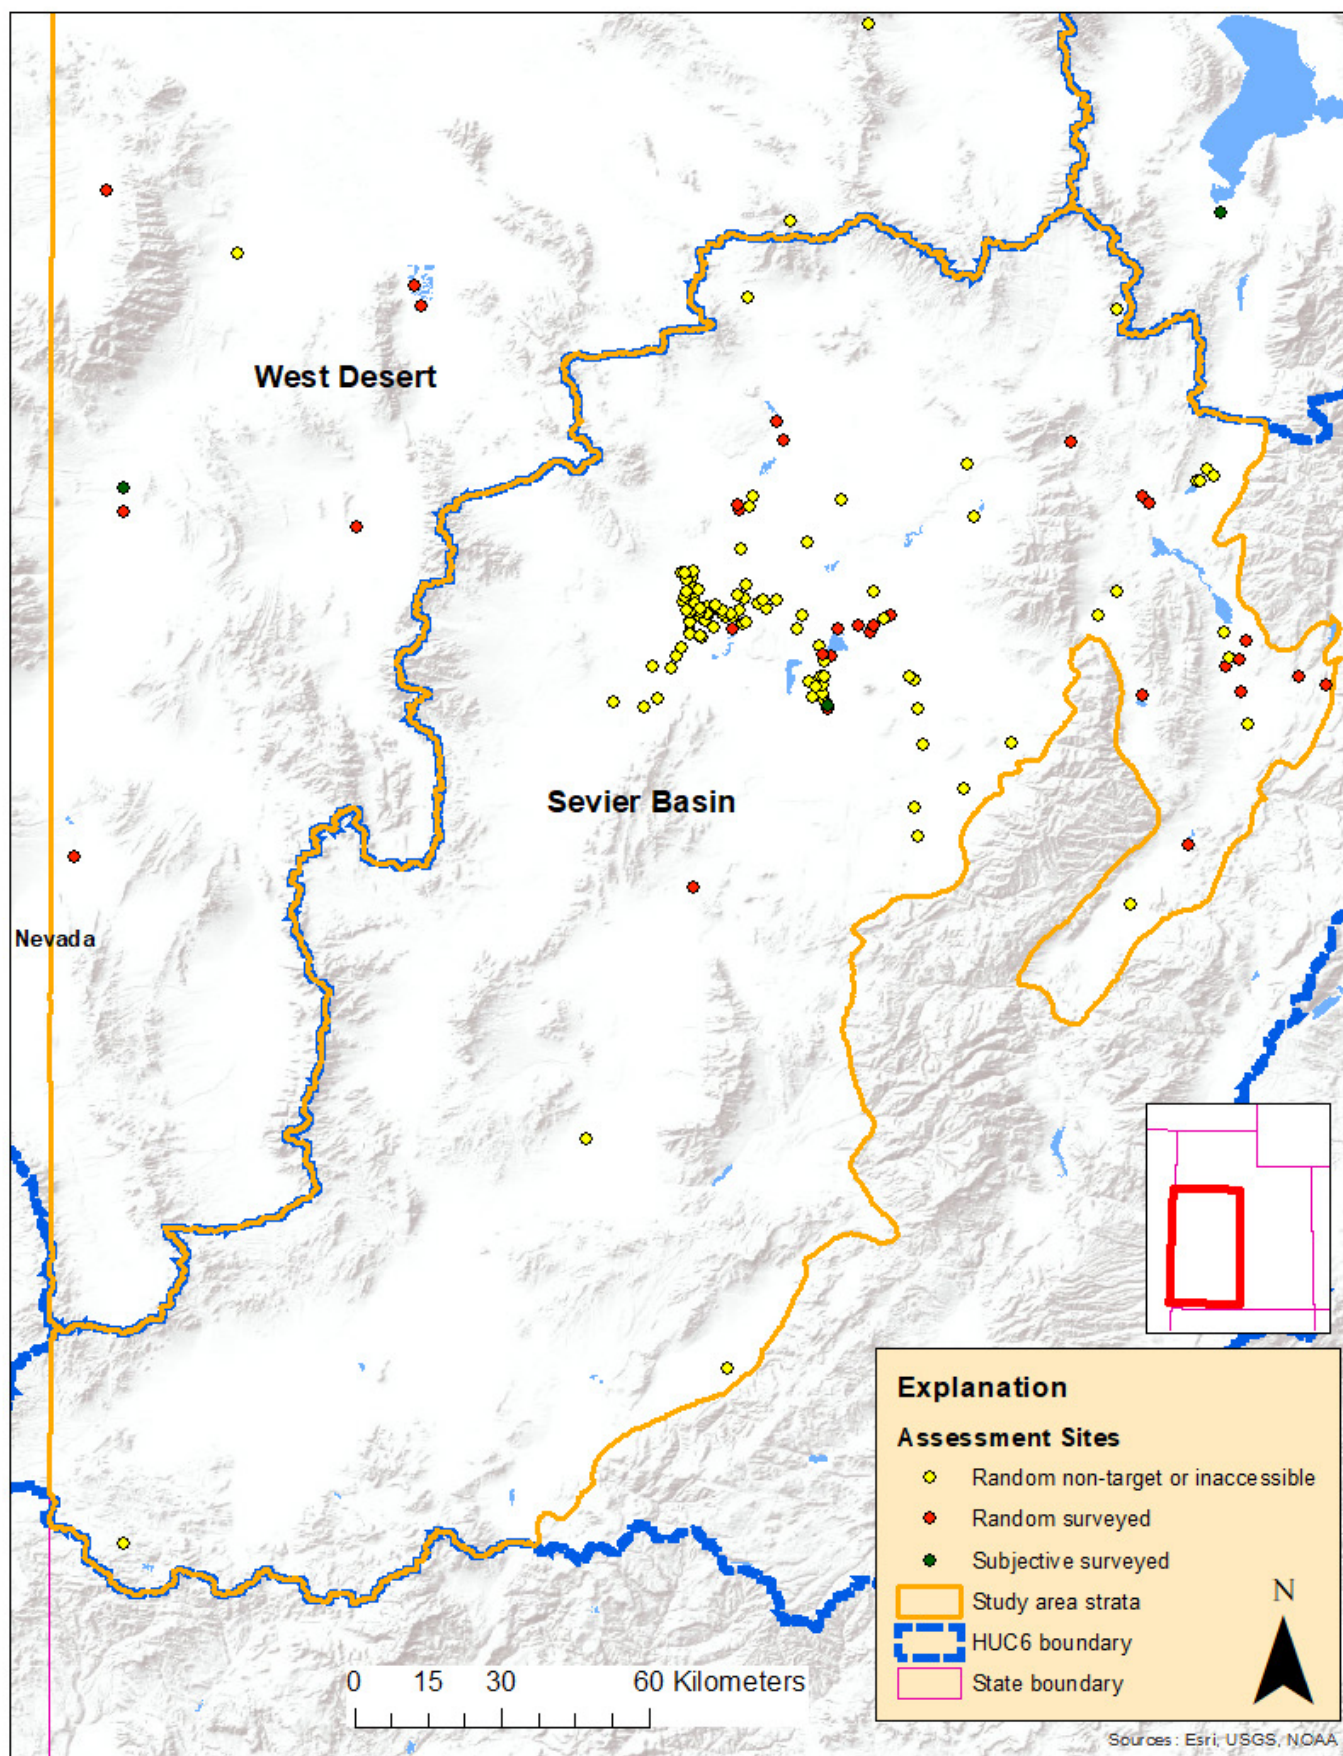 West Desert
Sevier Basin
Nevada
Explanation
Assessment Sites
Random non-target or inaccessible
Random surveyed
Subjective surveyed
Study area strata
HUC6 boundary
State boundary
N
0 15 30 60 Kilometers
Sources: Esri, USGS, NOAA